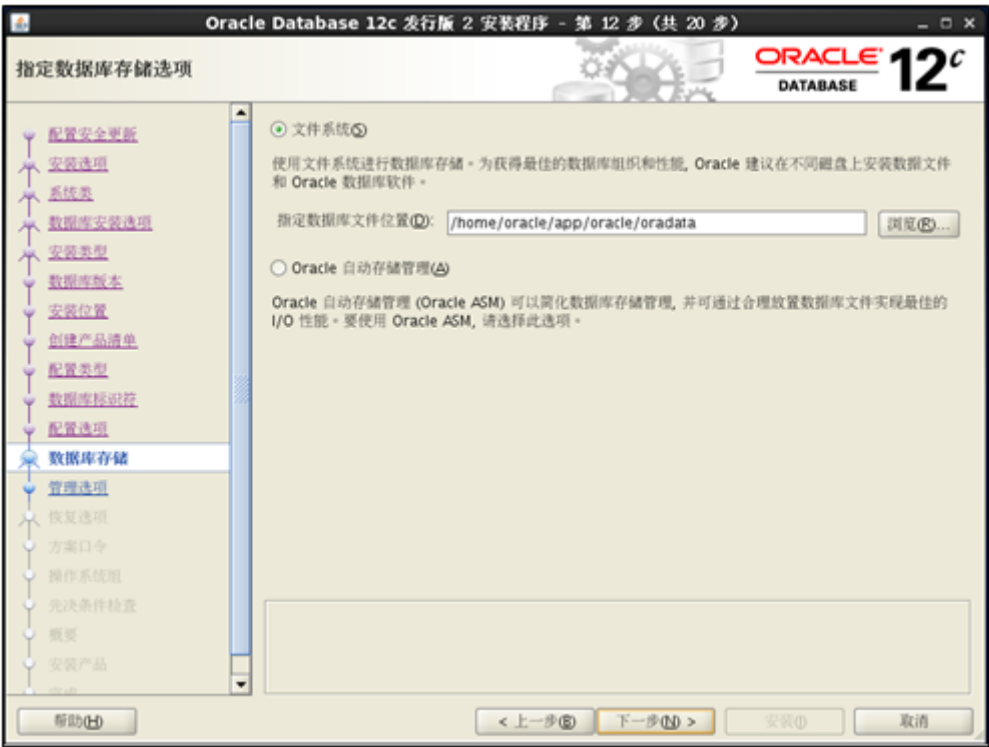 Oracle Database 12c 发行版 2 安装程序 - 第 12 步 (共 20 步)
指定数据库存储选项
ORACLE
DATABASE
12c
配置安全更新
安装选项
系统类
数据库安装选项
安装类型
数据库版本
安装位置
创建产品清单
配置类型
数据库标识符
配置选项
数据库存储
管理选项
恢复选项
方案口令
操作系统组
先决条件检查
概要
安装产品
文件系统(S)
使用文件系统进行数据库存储。为获得最佳的数据库组织和性能, Oracle 建议在不同磁盘上安装数据文件
和 Oracle 数据库软件。
指定数据库文件位置(D): /home/oracle/app/oracle/oradata 浏览(R)...
Oracle 自动存储管理(A)
Oracle 自动存储管理 (Oracle ASM) 可以简化数据库存储管理, 并可通过合理放置数据库文件实现最佳的
I/O 性能。要使用 Oracle ASM, 请选择此选项。
帮助(H) < 上一步(B) 下一步(N) > 安装(I) 取消